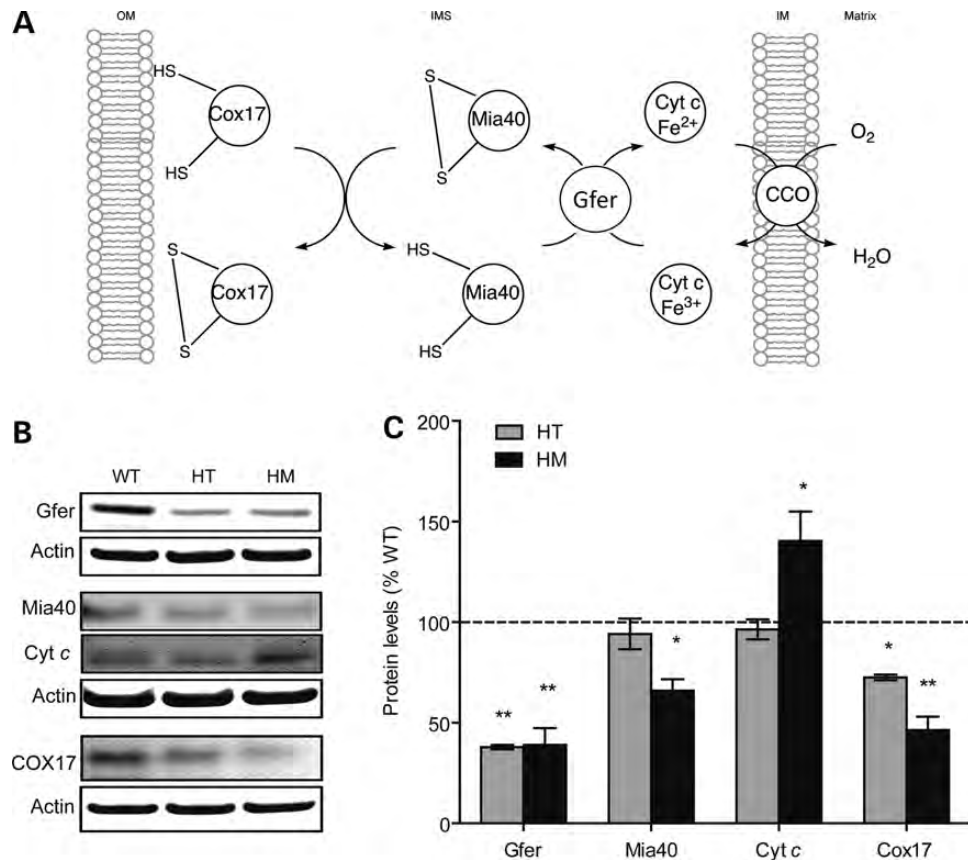 A
OM
IMS
IM
Matrix
HS
Cox17
HS
S
S
Cox17
S
S
Mia40
HS
Mia40
HS
Gfer
Cyt c
Fe2+
Cyt c
Fe3+
CCO
O2
H2O
B
WT HT HM
Gfer
Actin
Mia40
Cyt c
Actin
COX17
Actin
C
HT
HM
Protein levels (% WT)
200
150
100
50
0
** ** * * * **
Gfer Mia40 Cyt c Cox17